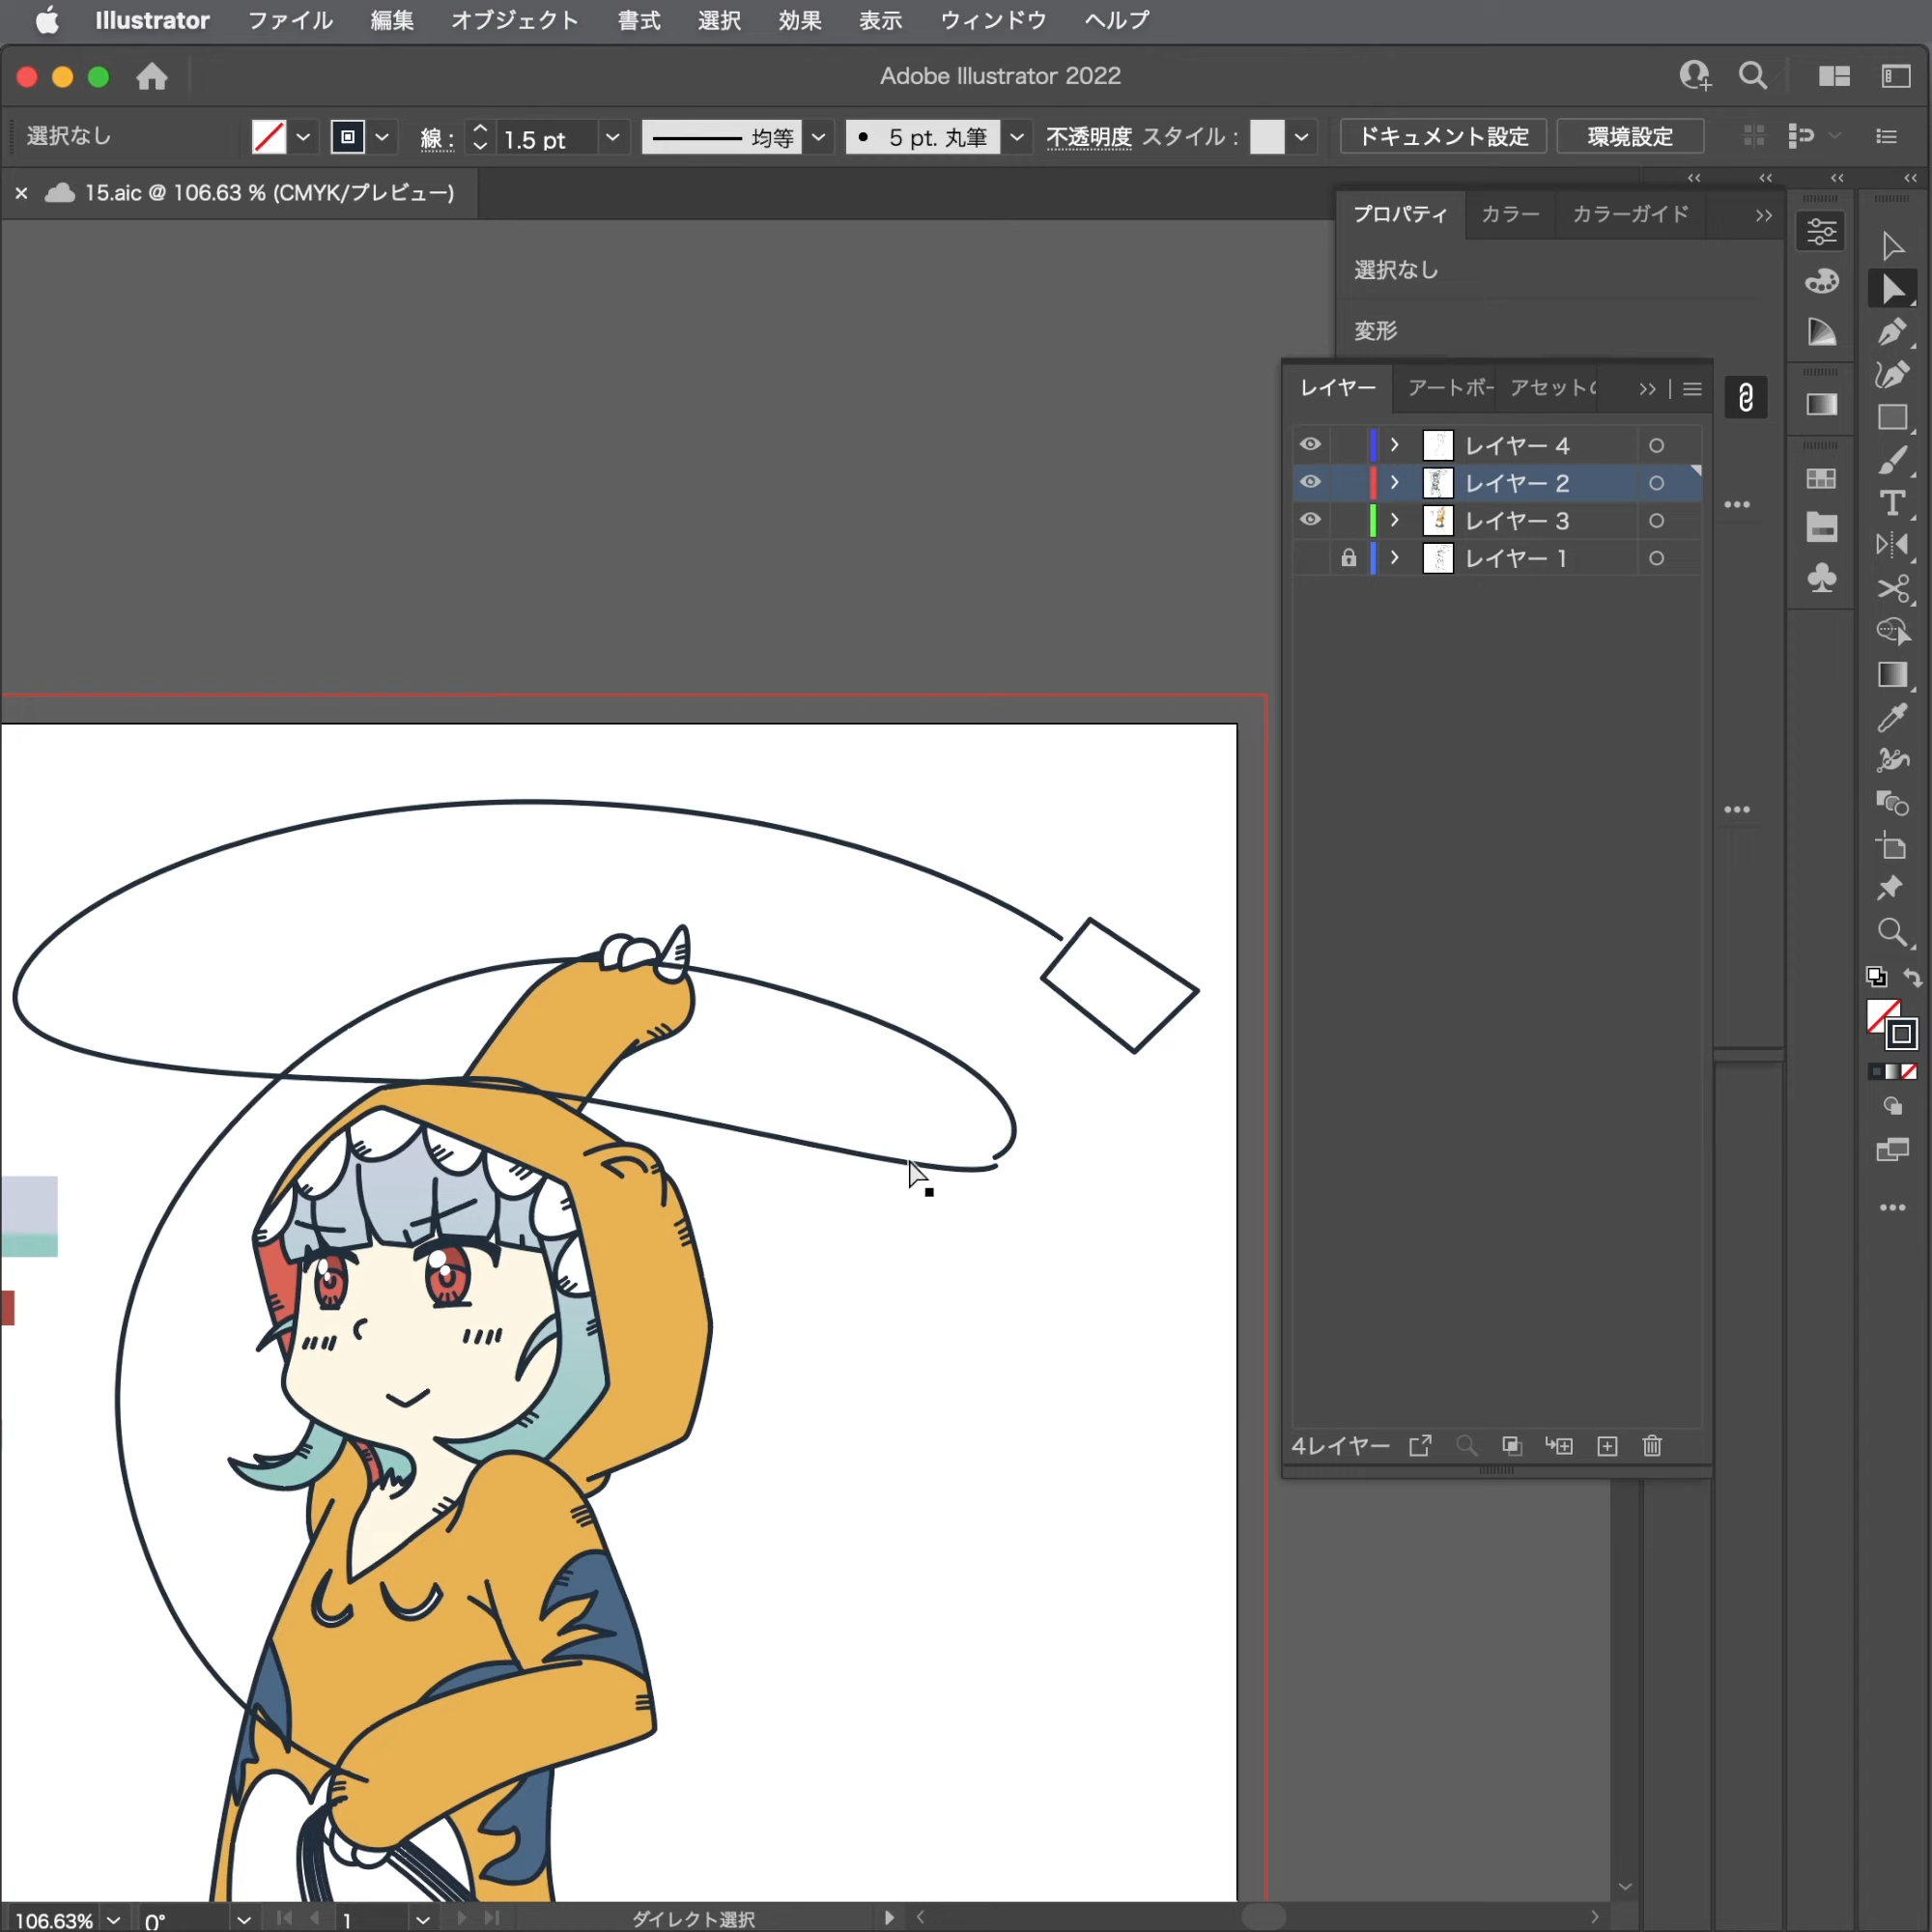 Illustrator ファイル 編集 オブジェクト 書式 選択 効果 表示 ウィンドウ ヘルプ
Adobe Illustrator 2022
選択なし 線 : 1.5 pt 均等 5 pt. 丸筆 不透明度 スタイル : ドキュメント設定 環境設定
15.aic @ 106.63 % (CMYK/プレビュー)
プロパティ カラー カラーガイド
選択なし
変形
レイヤー アートボー アセットの
レイヤー 4
レイヤー 2
レイヤー 3
レイヤー 1
4レイヤー
106.63% 0° 1 ダイレクト選択